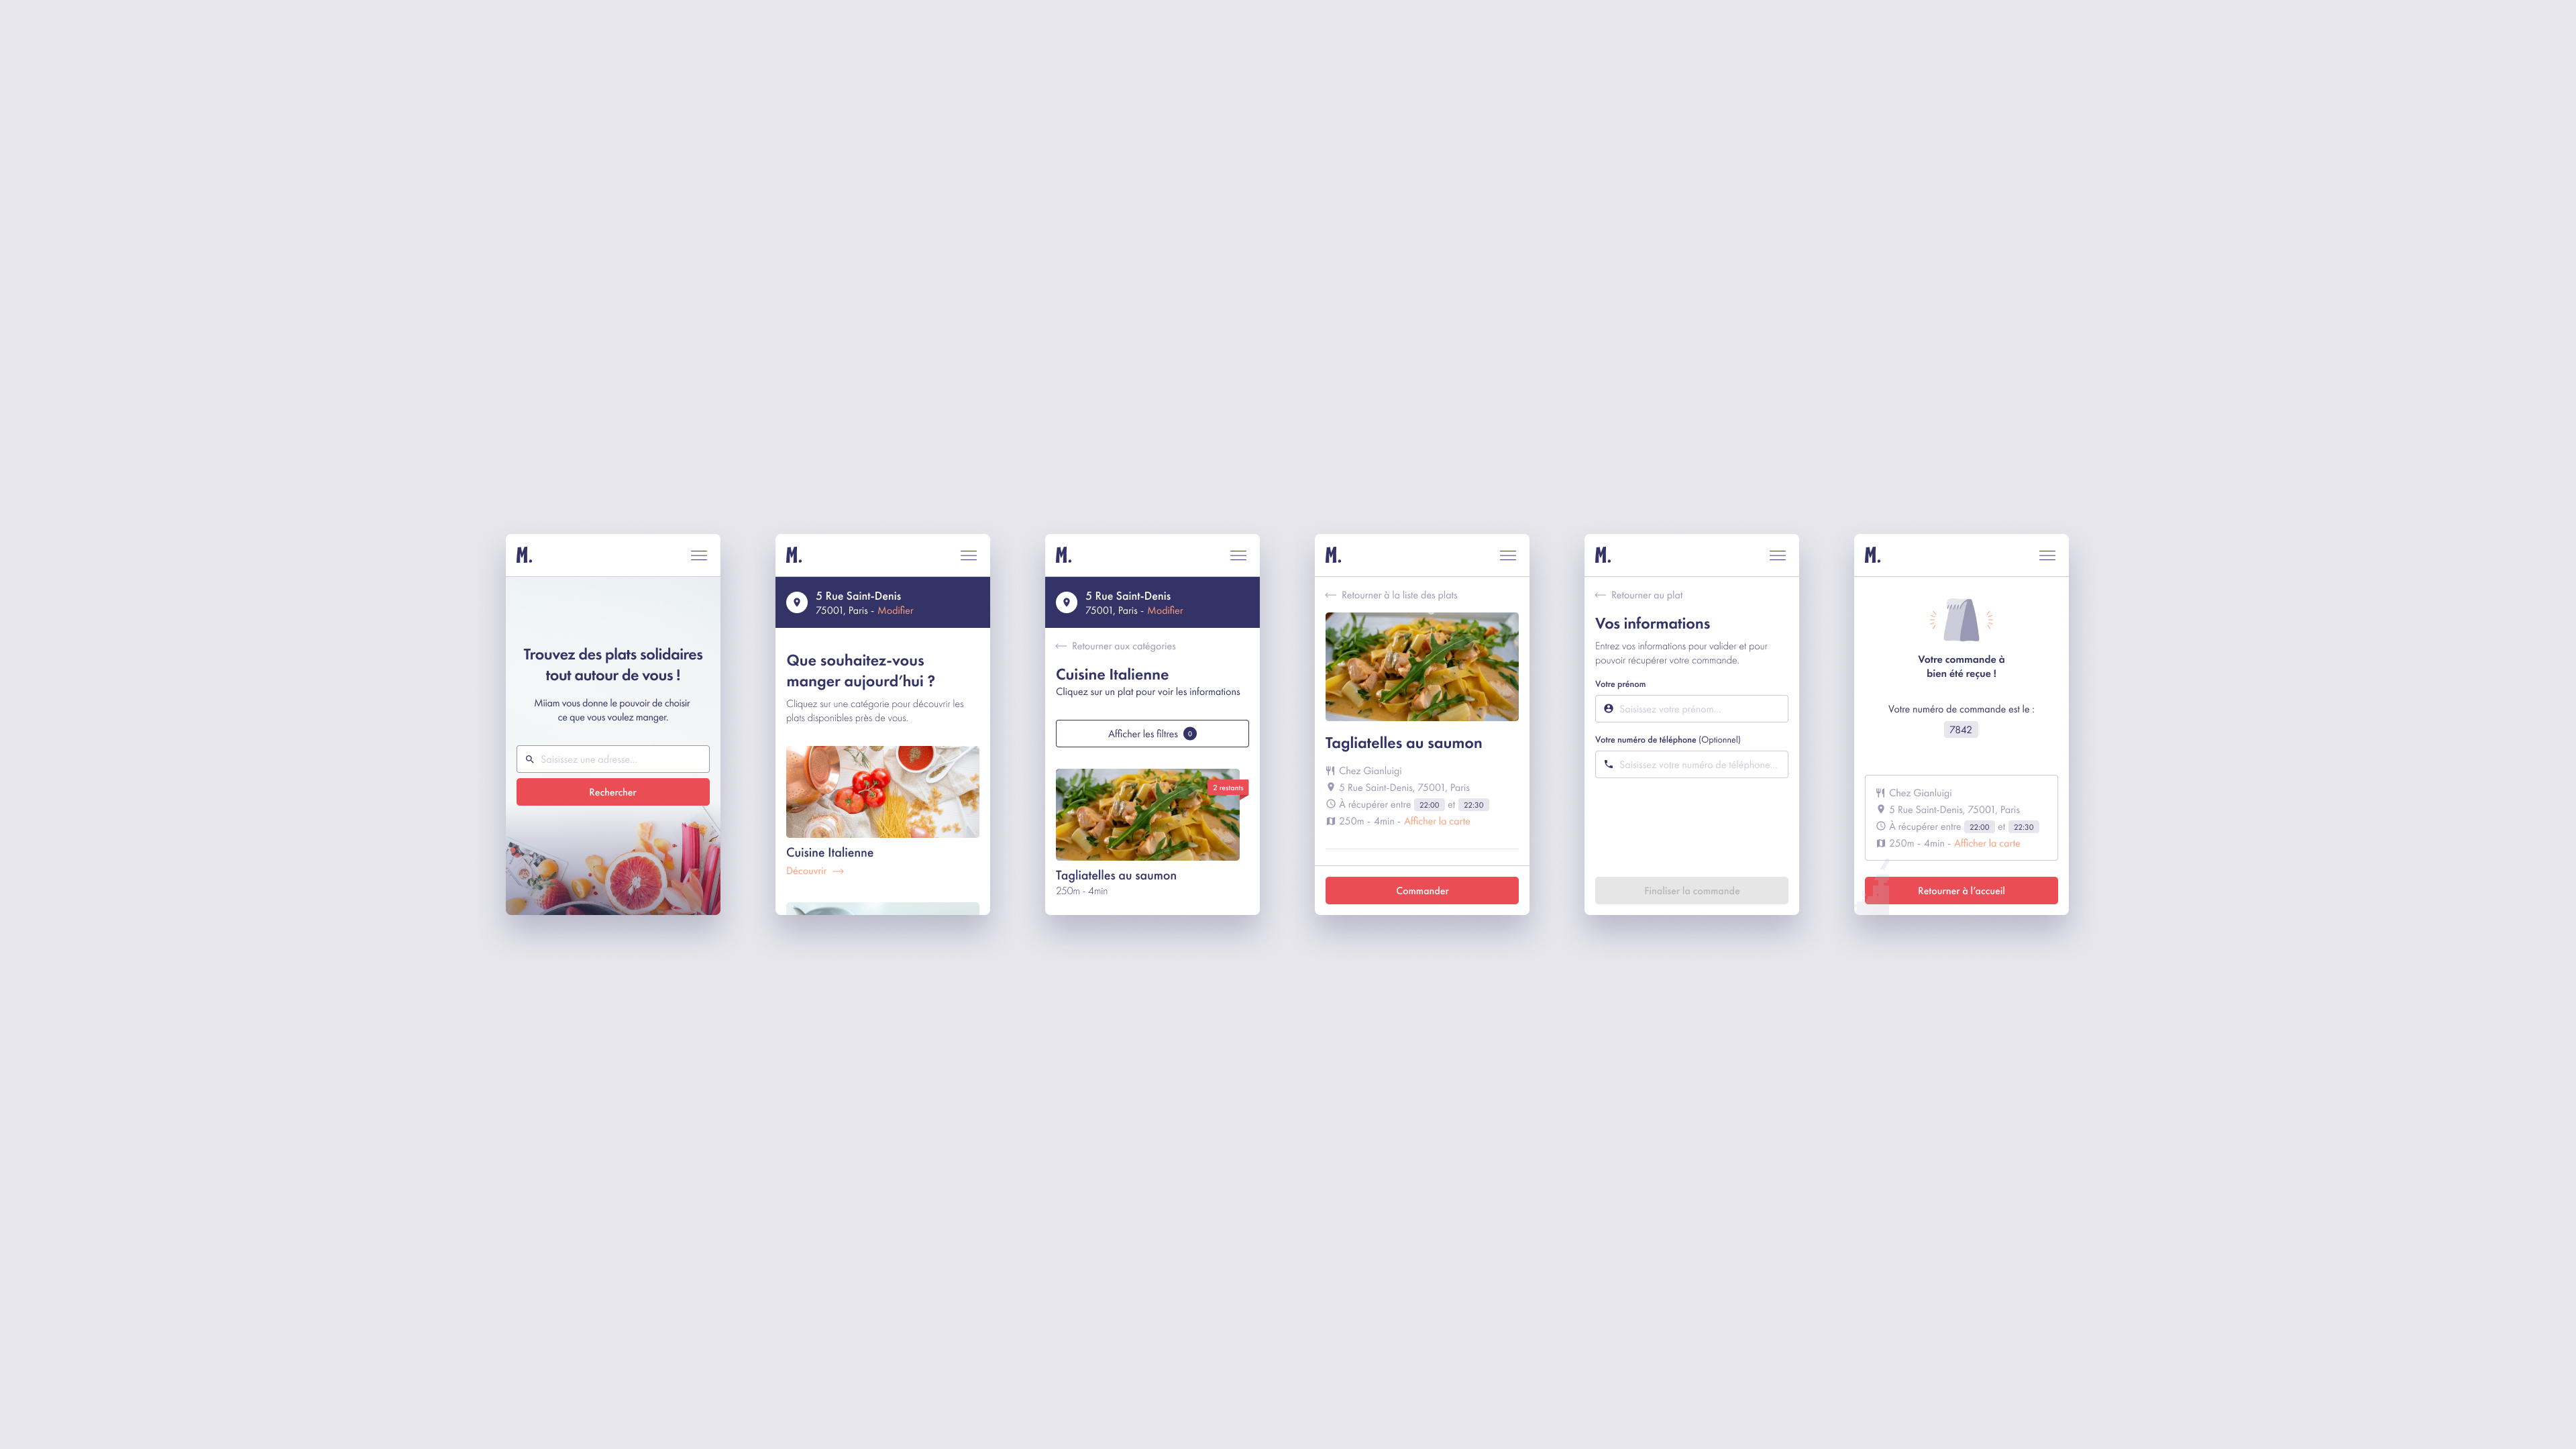 M.
Trouvez des plats solidaires
tout autour de vous !
Miiam vous donne le pouvoir de choisir
ce que vous voulez manger.
Saisissez une adresse...
Rechercher
M.
5 Rue Saint-Denis
75001, Paris - Modifier
Que souhaitez-vous
manger aujourd'hui ?
Cliquez sur une catégorie pour découvrir les
plats disponibles près de vous.
Cuisine Italienne
Découvrir
M.
5 Rue Saint-Denis
75001, Paris - Modifier
Retourner aux catégories
Cuisine Italienne
Cliquez sur un plat pour voir les informations
Afficher les filtres 0
2 restants
Tagliatelles au saumon
250m - 4min
M.
Retourner à la liste des plats
Tagliatelles au saumon
Chez Gianluigi
5 Rue Saint-Denis, 75001, Paris
À récupérer entre 22:00 et 22:30
250m - 4min - Afficher la carte
Commander
M.
Retourner au plat
Vos informations
Entrez vos informations pour valider et pour
pouvoir récupérer votre commande.
Votre prénom
Saisissez votre prénom...
Votre numéro de téléphone (Optionnel)
Saisissez votre numéro de téléphone...
Finaliser la commande
M.
Votre commande à
bien été reçue !
Votre numéro de commande est le :
7842
Chez Gianluigi
5 Rue Saint-Denis, 75001, Paris
À récupérer entre 22:00 et 22:30
250m - 4min - Afficher la carte
Retourner à l'accueil